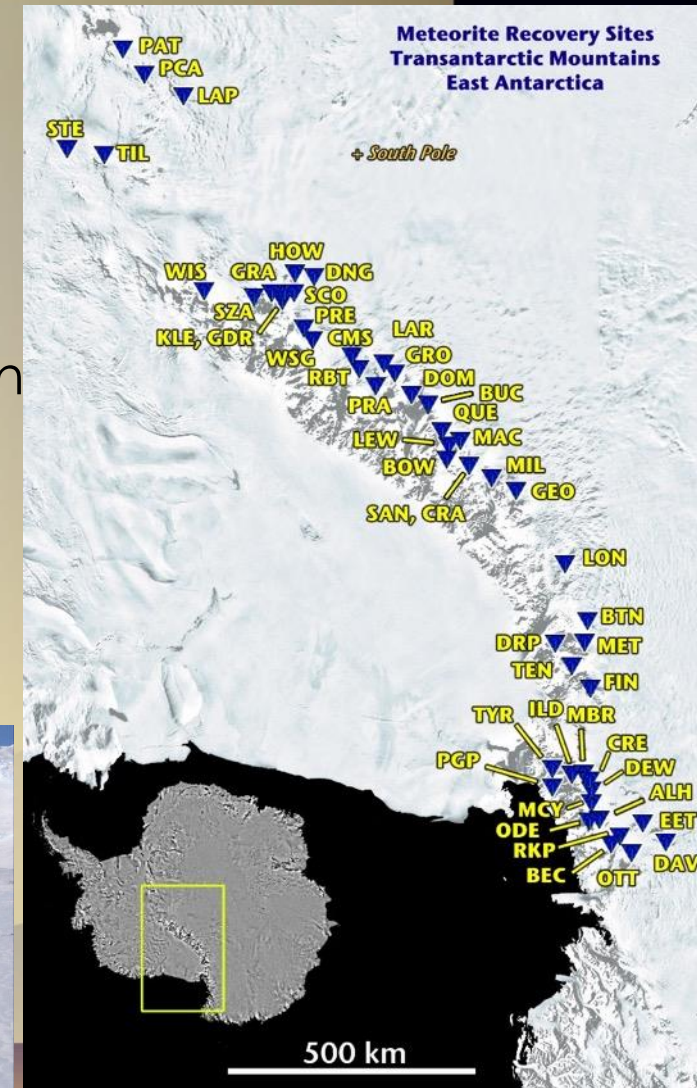 Meteorite Recovery Sites
Transantarctic Mountains
East Antarctica
PAT
PCA
LAP
STE
TIL
+ South Pole
HOW
WIS
GRA
DNG
SZA
SCO
KLE, GDR
PRE
WSG
CMS
LAR
GRO
RBT
DOM
PRA
BUC
QUE
LEW
MAC
BOW
MIL
GEO
SAN, CRA
n
LON
BTN
DRP
MET
TEN
FIN
TYR
ILD
MBR
CRE
PGP
DEW
ALH
MCY
EET
ODE
RKP
DAV
BEC
OTT
500 km